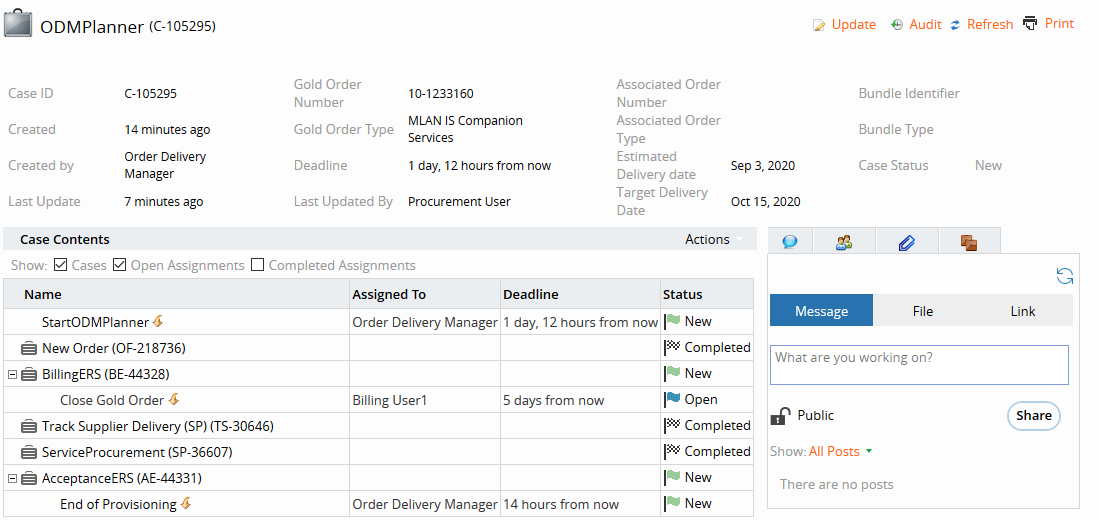 ODMPlanner (C-105295)
Update Audit Refresh Print
Case ID C-105295 Gold Order Number 10-1233160 Associated Order Number Bundle Identifier
Created 14 minutes ago Gold Order Type MLAN IS Companion Services Associated Order Type Bundle Type
Created by Order Delivery Manager Deadline 1 day, 12 hours from now Estimated Delivery date Sep 3, 2020 Case Status New
Last Update 7 minutes ago Last Updated By Procurement User Target Delivery Date Oct 15, 2020
Case Contents Actions
Show: Cases Open Assignments Completed Assignments
Name Assigned To Deadline Status
StartODMPlanner Order Delivery Manager 1 day, 12 hours from now New
New Order (OF-218736) Completed
BillingERS (BE-44328) New
Close Gold Order Billing User1 5 days from now Open
Track Supplier Delivery (SP) (TS-30646) Completed
ServiceProcurement (SP-36607) Completed
AcceptanceERS (AE-44331) New
End of Provisioning Order Delivery Manager 14 hours from now New
Message File Link
What are you working on?
Public Share
Show: All Posts
There are no posts